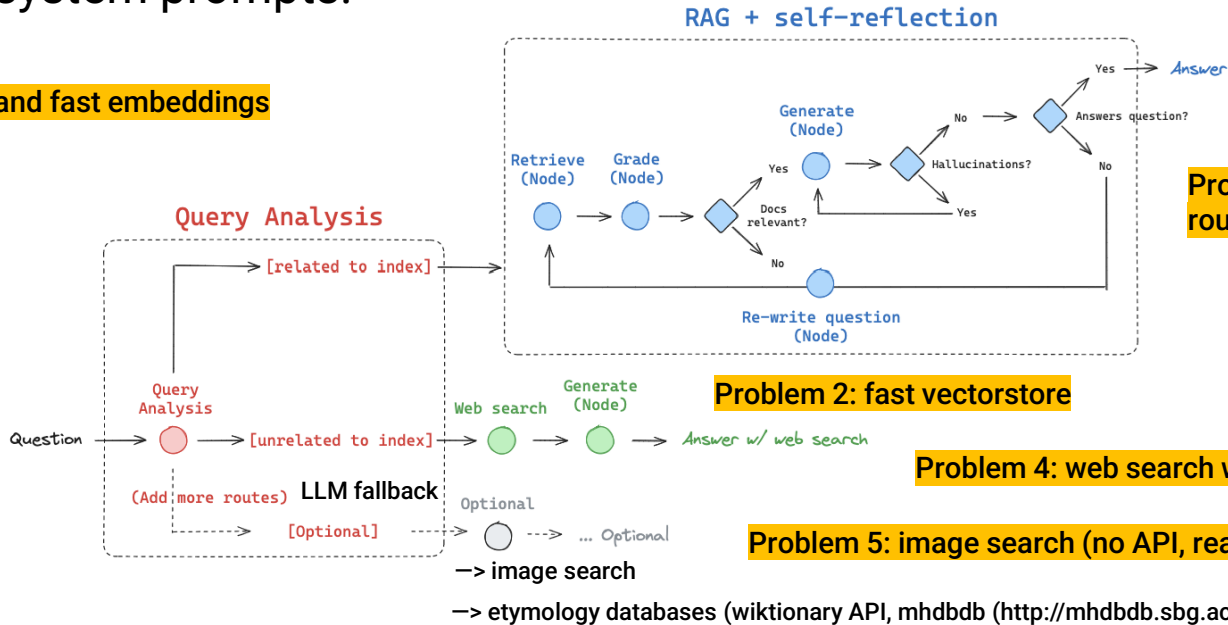 system prompts.
RAG + self-reflection
and fast embeddings
Yes
Answer
Generate
(Node)
No
Answers question?
Retrieve
(Node)
Grade
(Node)
Yes
Hallucinations?
No
Docs
relevant?
Yes
No
Pro
rou
Query Analysis
[related to index]
Re-write question
(Node)
Query
Analysis
Problem 2: fast vectorstore
Web search
Generate
(Node)
Question
[unrelated to index]
Answer w/ web search
Problem 4: web search w
(Add more routes)
LLM fallback
Optional
[Optional]
... Optional
Problem 5: image search (no API, rea
—> image search
—> etymology databases (wiktionary API, mhdbdb (http://mhdbdb.sbg.ac